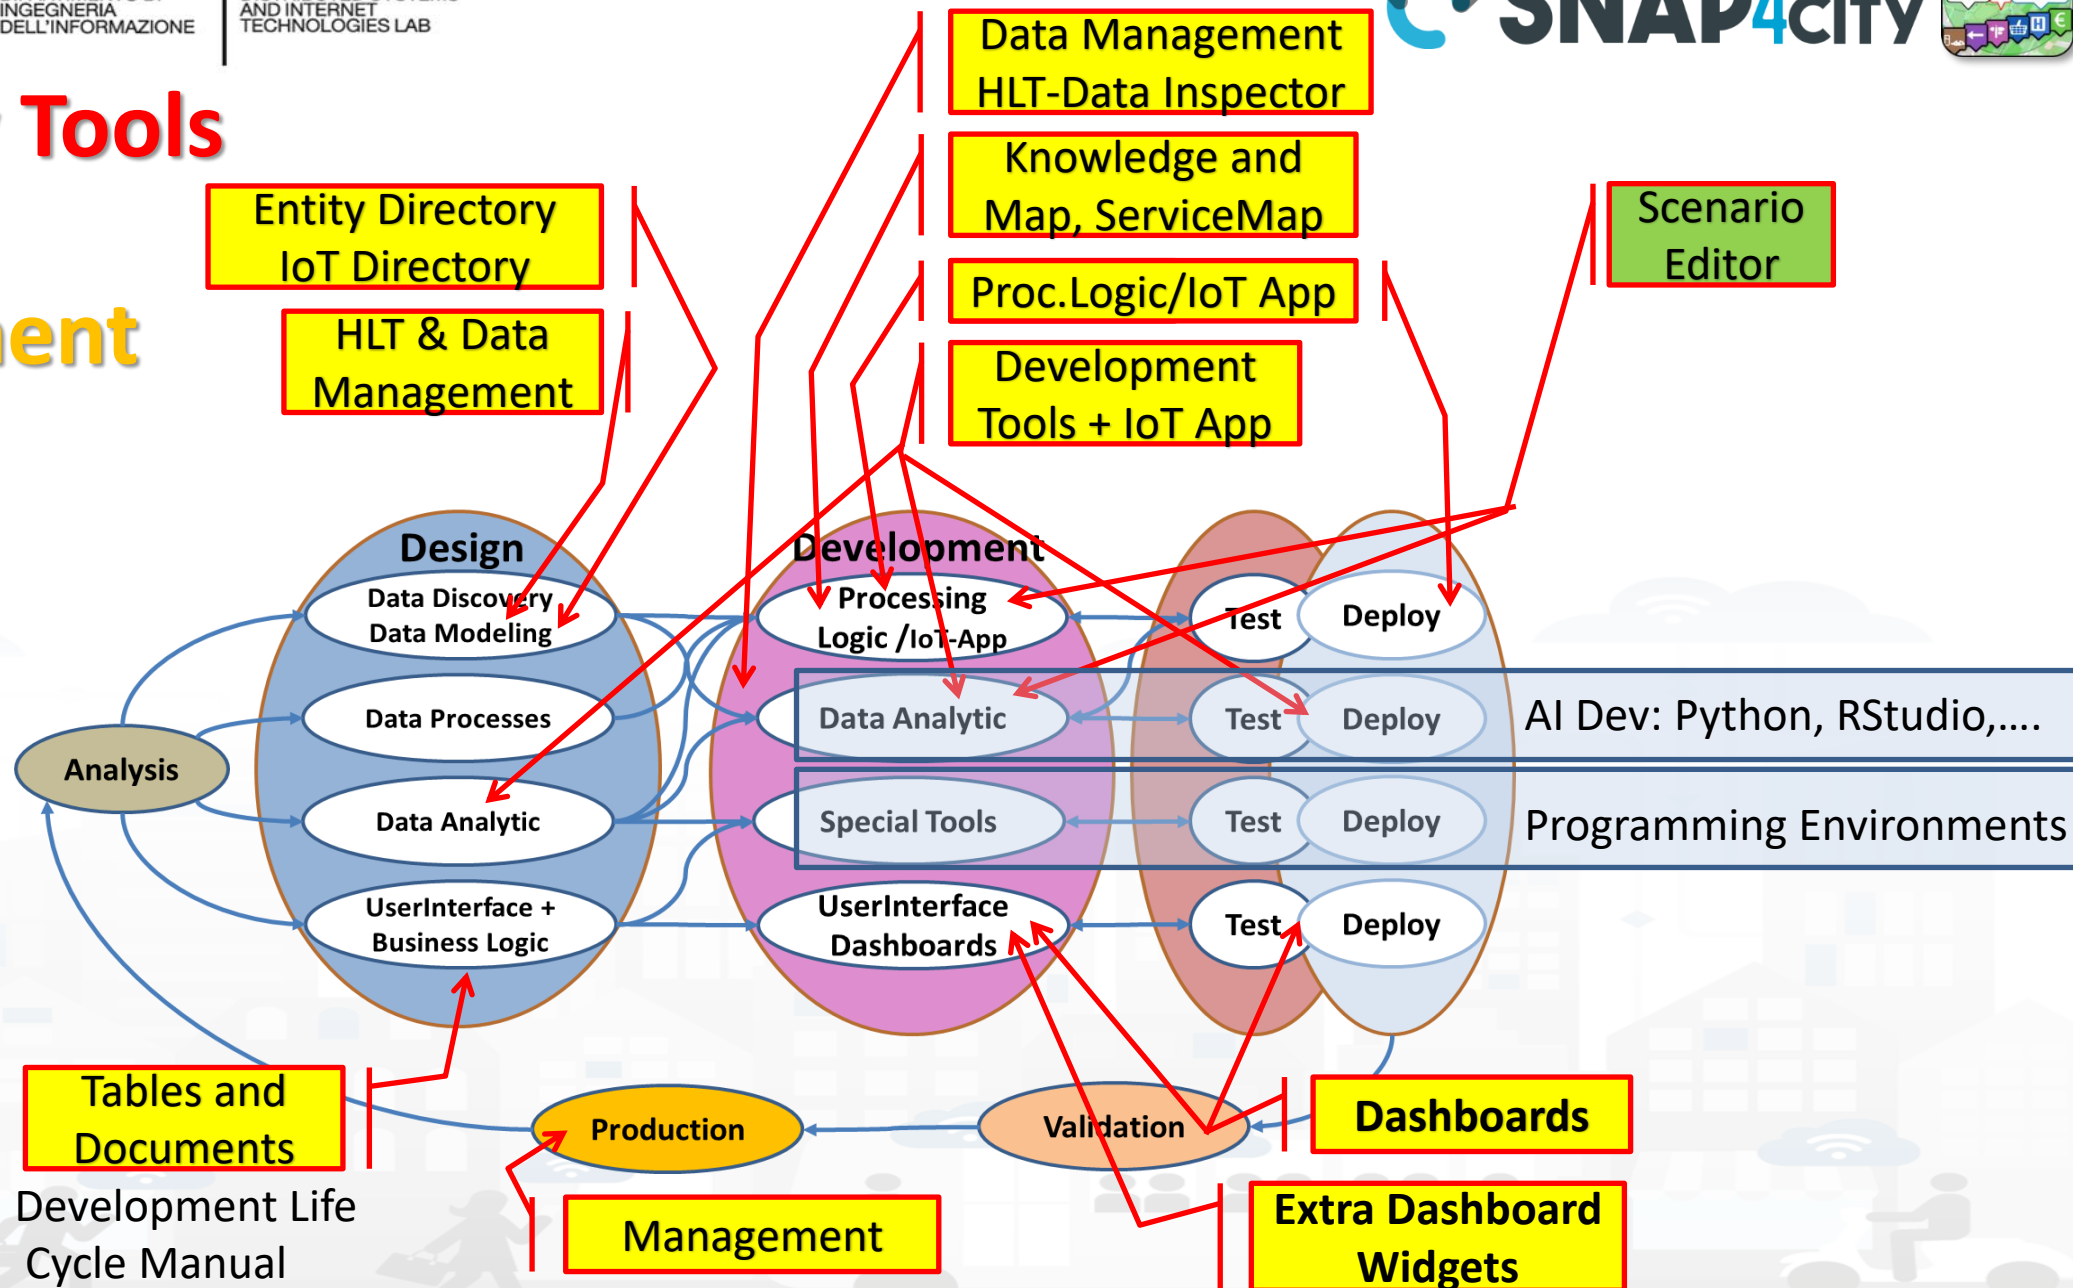 INGEGNERIA
DELL'INFORMAZIONE
AND INTERNET
TECHNOLOGIES LAB
SNAP4CITY
Tools
Data Management
HLT-Data Inspector
Knowledge and
Map, ServiceMap
Entity Directory
IoT Directory
Scenario
Editor
Proc.Logic/IoT App
HLT & Data
Management
Development
Tools + IoT App
Design
Development
Data Discovery
Data Modeling
Processing
Logic /IoT-App
Test
Deploy
Data Processes
Data Analytic
Test
Deploy
AI Dev: Python, RStudio,....
Analysis
Data Analytic
Special Tools
Test
Deploy
Programming Environments
UserInterface +
Business Logic
UserInterface
Dashboards
Test
Deploy
Tables and
Documents
Production
Validation
Dashboards
Development Life
Cycle Manual
Management
Extra Dashboard
Widgets